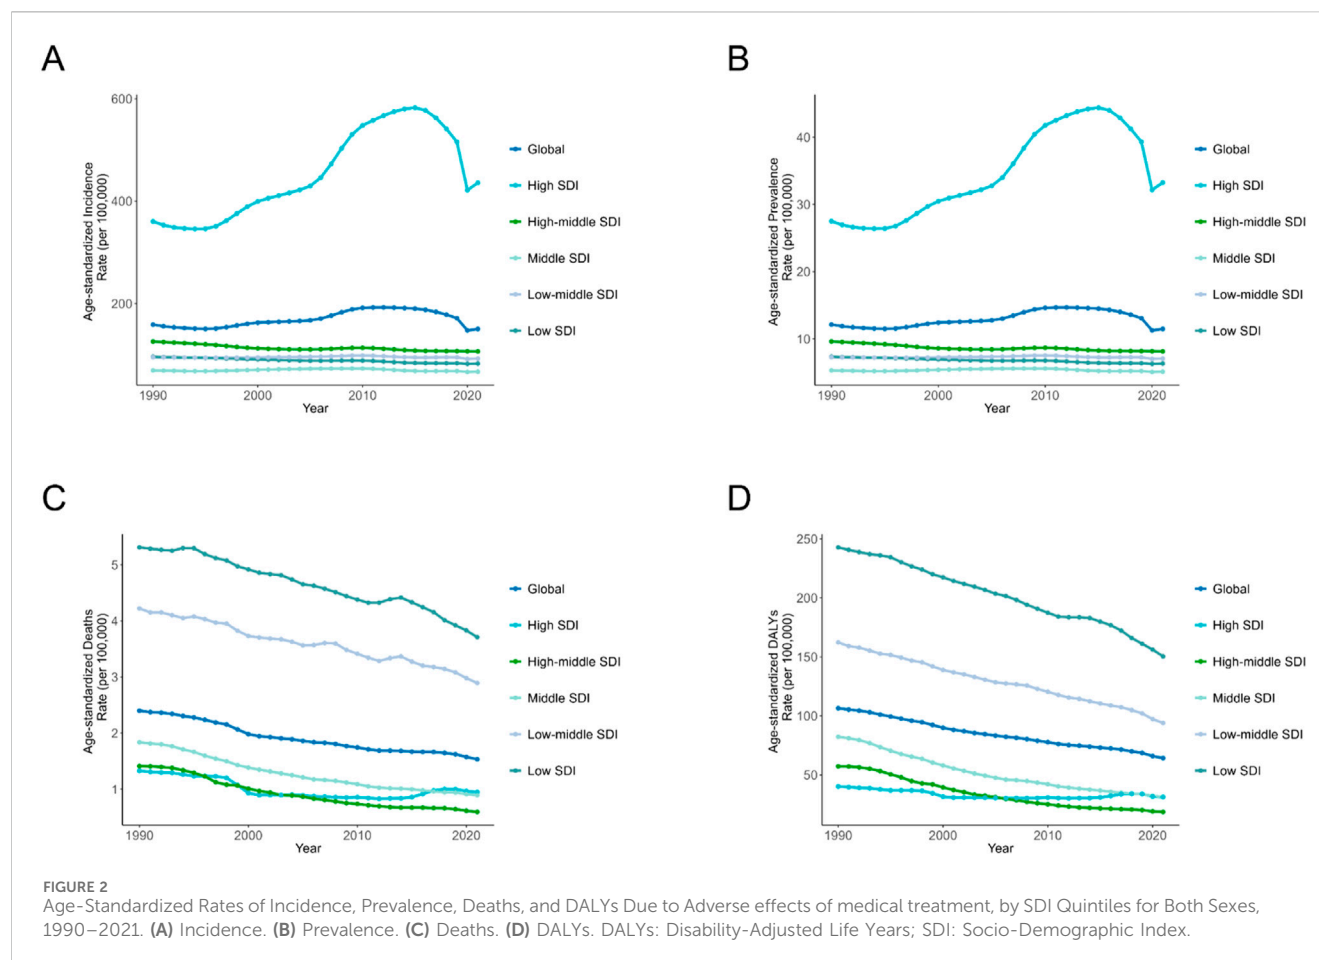 A
Age-standardized Incidence
Rate (per 100,000)
600
400
200
1990
2000
2010
2020
Year
Global
High SDI
High-middle SDI
Middle SDI
Low-middle SDI
Low SDI
B
Age-standardized Prevalence
Rate (per 100,000)
40
30
20
10
1990
2000
2010
2020
Year
Global
High SDI
High-middle SDI
Middle SDI
Low-middle SDI
Low SDI
C
Age-standardized Deaths
Rate (per 100,000)
5
4
3
2
1
1990
2000
2010
2020
Year
Global
High SDI
High-middle SDI
Middle SDI
Low-middle SDI
Low SDI
D
Age-standardized DALYs
Rate (per 100,000)
250
200
150
100
50
1990
2000
2010
2020
Year
Global
High SDI
High-middle SDI
Middle SDI
Low-middle SDI
Low SDI
FIGURE 2
Age-Standardized Rates of Incidence, Prevalence, Deaths, and DALYs Due to Adverse effects of medical treatment, by SDI Quintiles for Both Sexes,
1990–2021. (A) Incidence. (B) Prevalence. (C) Deaths. (D) DALYs. DALYs: Disability-Adjusted Life Years; SDI: Socio-Demographic Index.